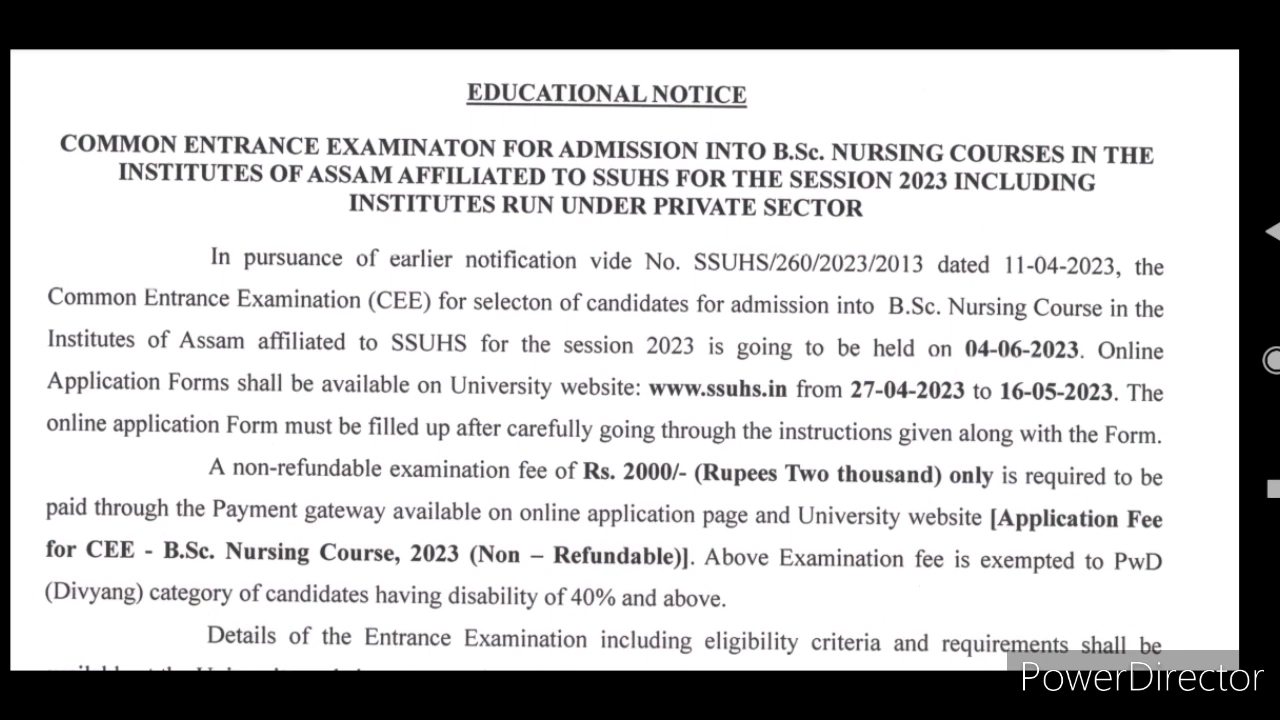 EDUCATIONAL NOTICE
COMMON ENTRANCE EXAMINATON FOR ADMISSION INTO B.Sc. NURSING COURSES IN THE
INSTITUTES OF ASSAM AFFILIATED TO SSUHS FOR THE SESSION 2023 INCLUDING
INSTITUTES RUN UNDER PRIVATE SECTOR
In pursuance of earlier notification vide No. SSUHS/260/2023/2013 dated 11-04-2023, the
Common Entrance Examination (CEE) for selecton of candidates for admission into B.Sc. Nursing Course in the
Institutes of Assam affiliated to SSUHS for the session 2023 is going to be held on 04-06-2023. Online
Application Forms shall be available on University website: www.ssuhs.in from 27-04-2023 to 16-05-2023. The
online application Form must be filled up after carefully going through the instructions given along with the Form.
A non-refundable examination fee of Rs. 2000/- (Rupees Two thousand) only is required to be
paid through the Payment gateway available on online application page and University website [Application Fee
for CEE - B.Sc. Nursing Course, 2023 (Non – Refundable)]. Above Examination fee is exempted to PwD
(Divyang) category of candidates having disability of 40% and above.
Details of the Entrance Examination including eligibility criteria and requirements shall be
PowerDirector